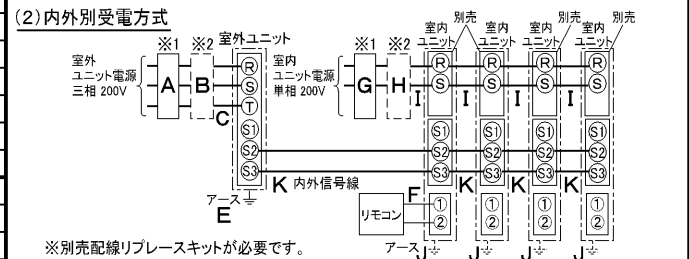 (2)内外別受電方式
※1 ※2 室外ユニット
室外
ユニット電源
三相 200V
A
B
C
R
S
T
S1
S2
S3
アース
E
※1 ※2
室内
ユニット電源
単相 200V
G
H
室内
ユニット
別売
室内
ユニット
室内
ユニット
別売
室内
ユニット
別売
R R R R
S S S S
I I I I
S1 S1 S1 S1
S2 S2 S2 S2
S3 S3 S3 S3
K 内外信号線
K K K
リモコン
F
① ① ① ①
② ② ② ②
アース
J J J J
※別売配線リプレースキットが必要です。